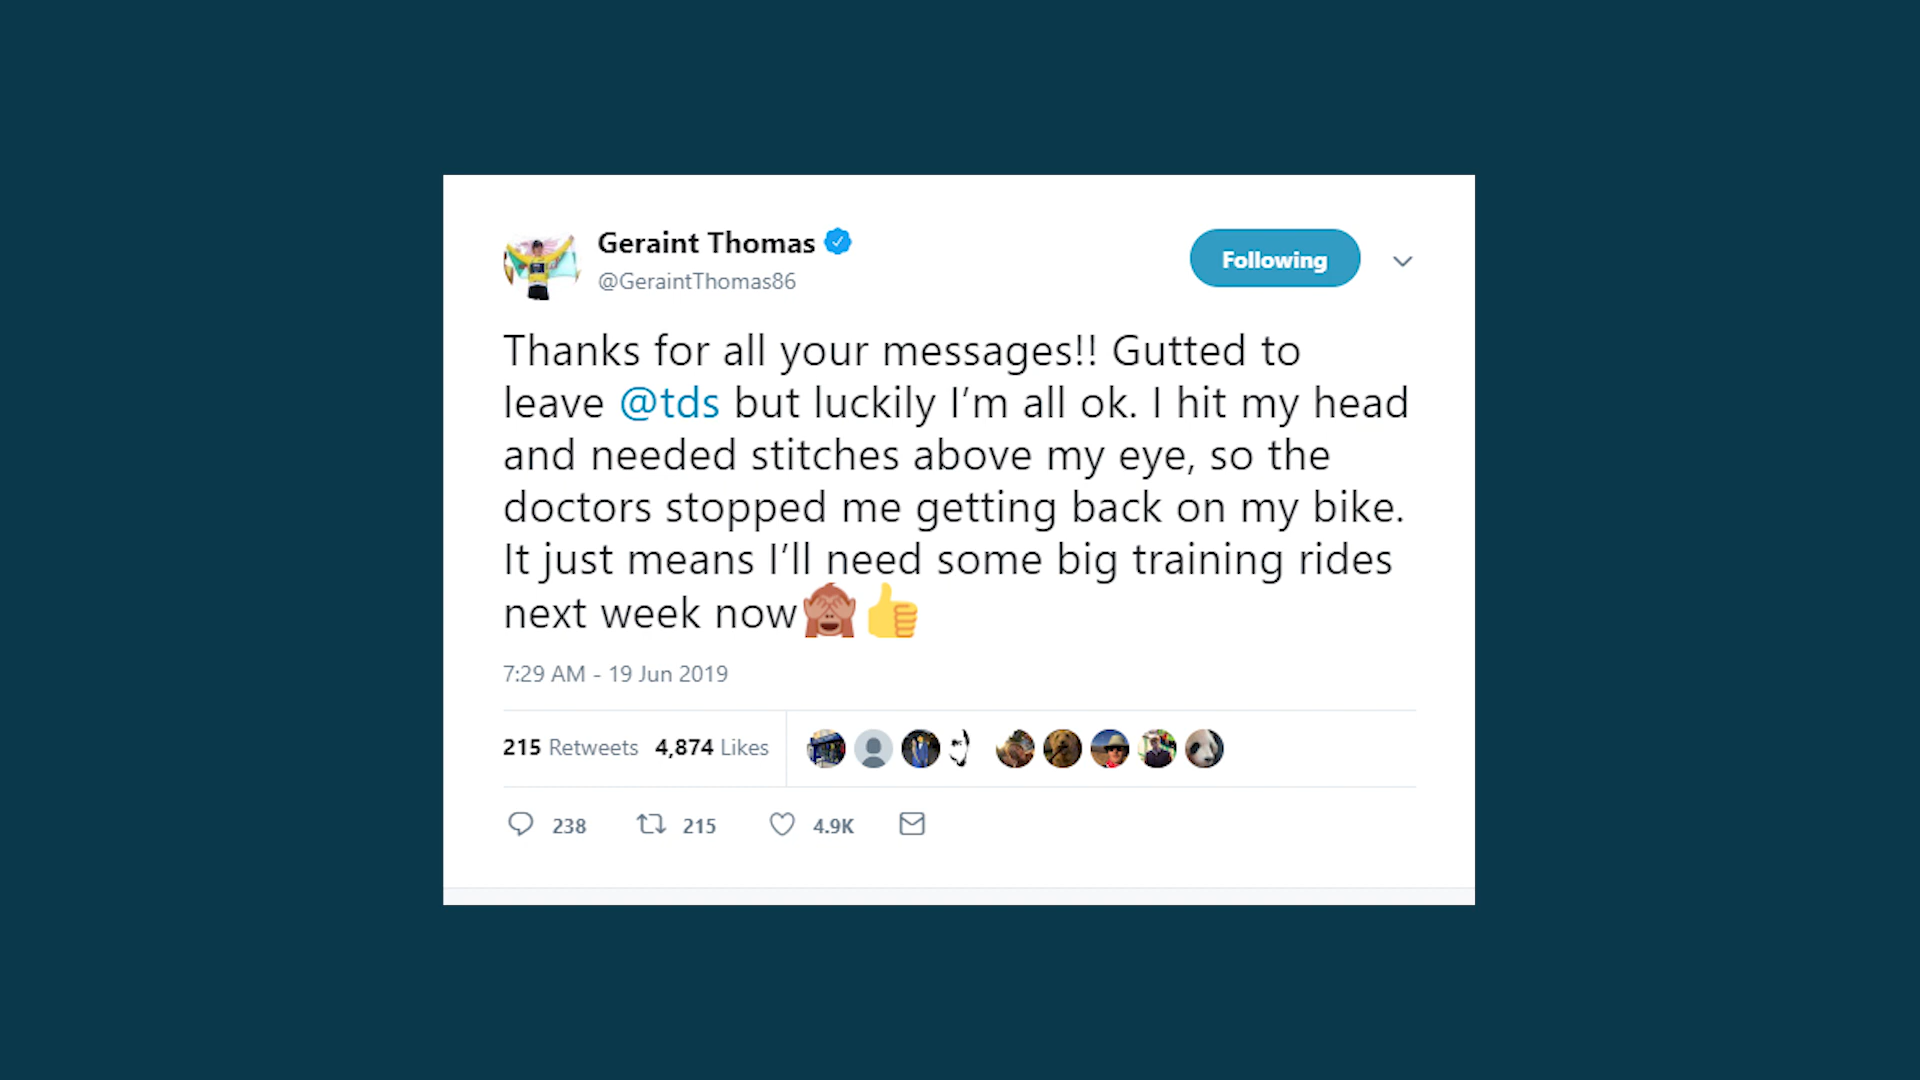 Geraint Thomas
@GeraintThomas86
Following
Thanks for all your messages!! Gutted to
leave @tds but luckily I’m all ok. I hit my head
and needed stitches above my eye, so the
doctors stopped me getting back on my bike.
It just means I’ll need some big training rides
next week now🙈👍
7:29 AM - 19 Jun 2019
215 Retweets 4,874 Likes
238 215 4.9K